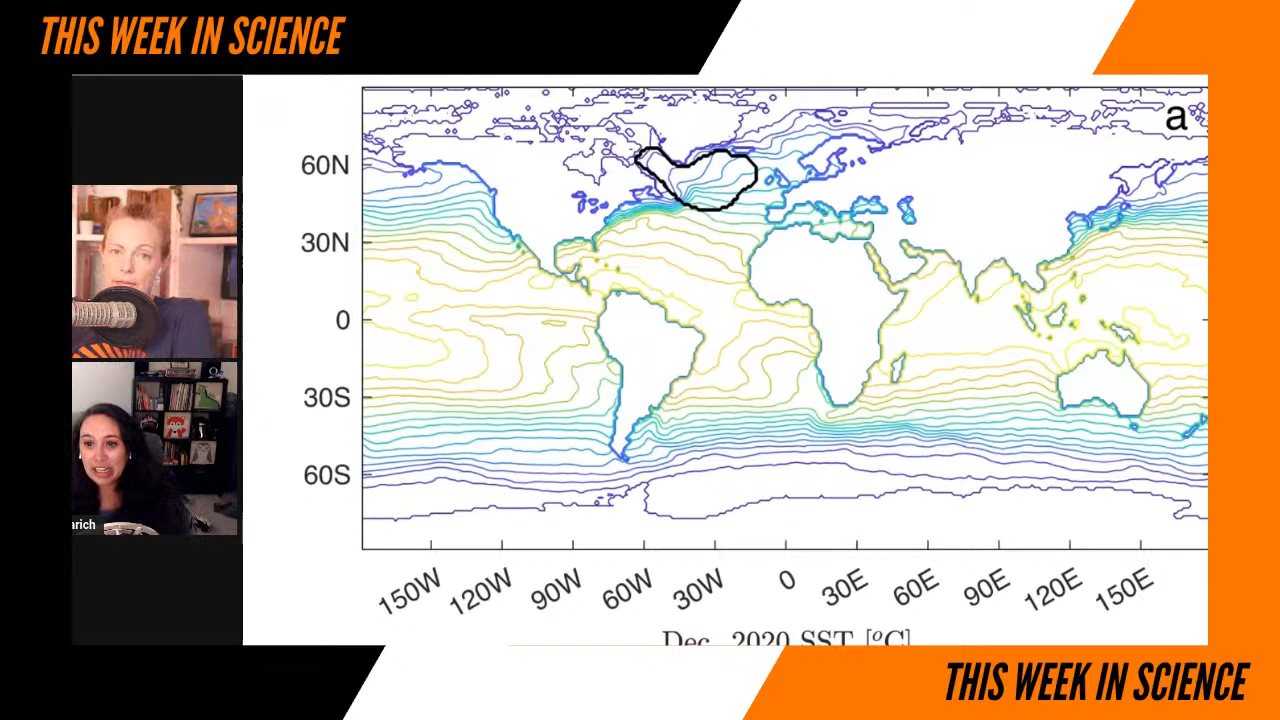 THIS WEEK IN SCIENCE
a
60N
30N
0
30S
60S
150W 120W 90W 60W 30W 0 30E 60E 90E 120E 150E
Dec. 2020 SST [°C]
arich
THIS WEEK IN SCIENCE